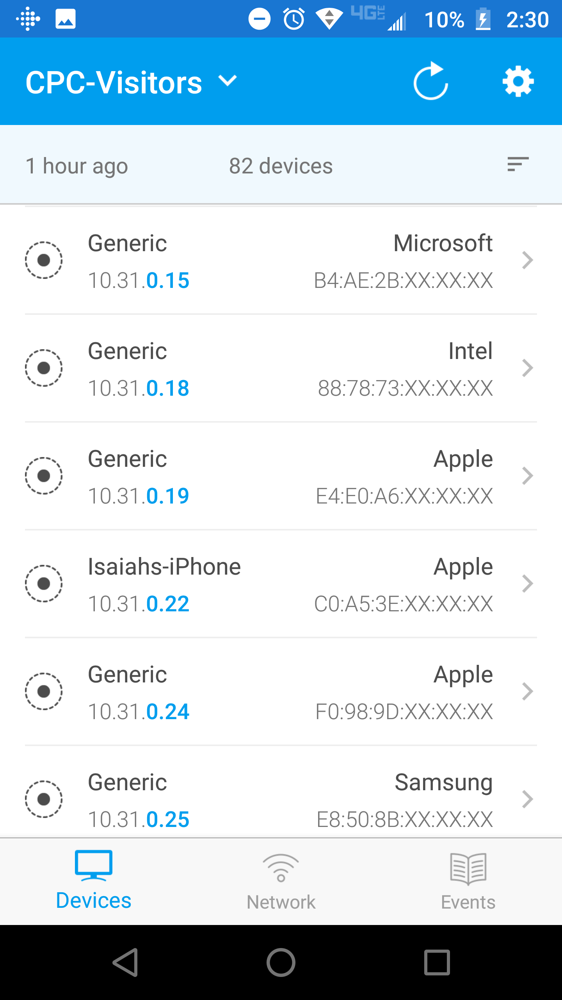 4G LTE 10% 2:30
CPC-Visitors
1 hour ago 82 devices
Generic Microsoft
10.31.0.15 B4:AE:2B:XX:XX:XX
Generic Intel
10.31.0.18 88:78:73:XX:XX:XX
Generic Apple
10.31.0.19 E4:E0:A6:XX:XX:XX
Isaiahs-iPhone Apple
10.31.0.22 C0:A5:3E:XX:XX:XX
Generic Apple
10.31.0.24 F0:98:9D:XX:XX:XX
Generic Samsung
10.31.0.25 E8:50:8B:XX:XX:XX
Devices Network Events